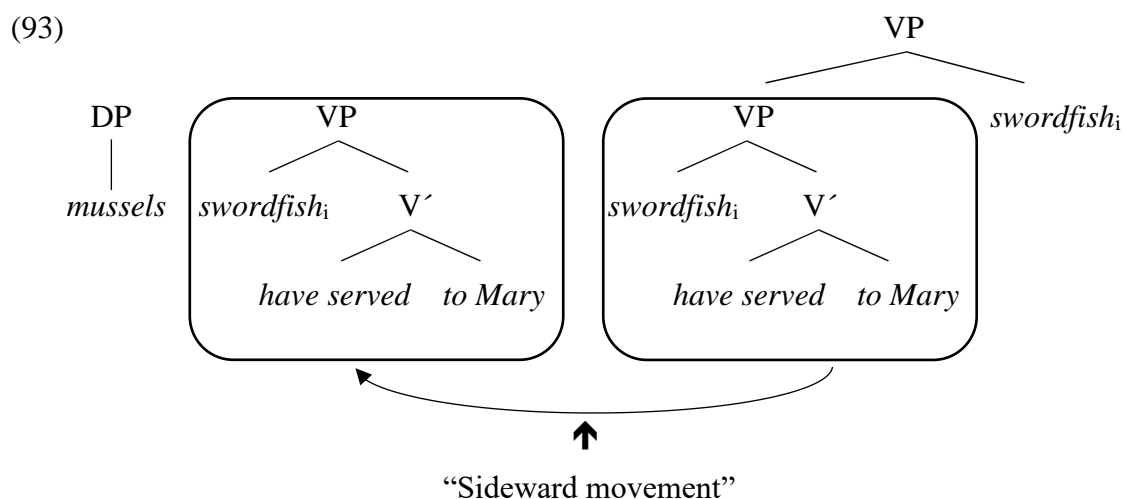 (93)
VP
DP VP VP swordfishᵢ
mussels swordfishᵢ V´ swordfishᵢ V´
have served to Mary have served to Mary
“Sideward movement”